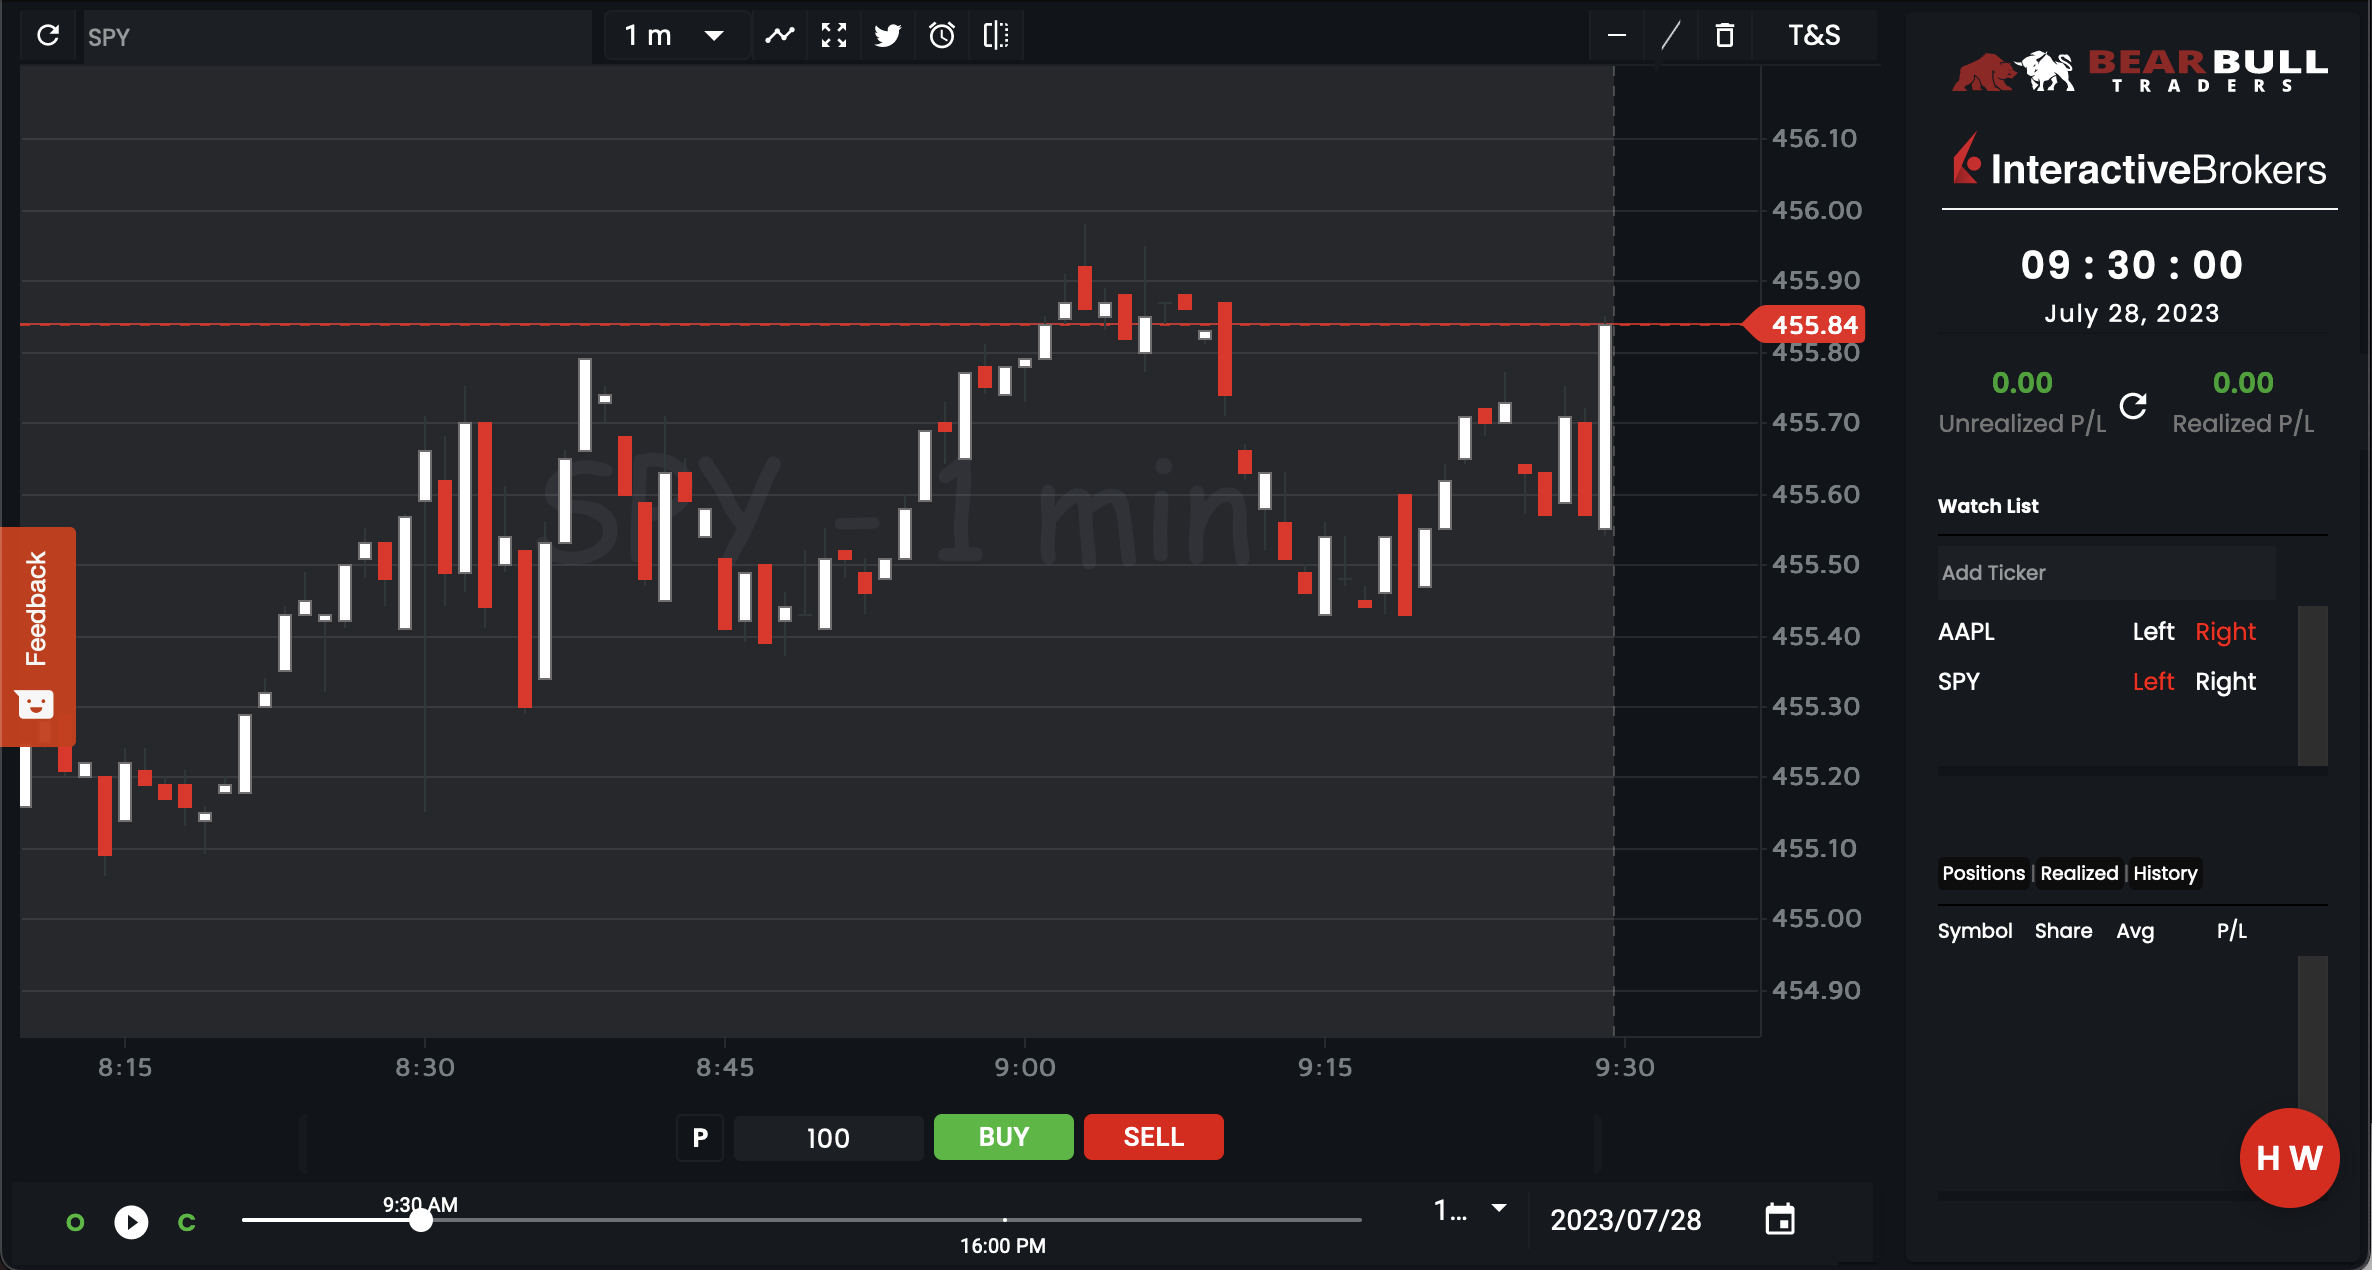 SPY
1 m
T&S
SPY - 1 min
456.10
456.00
455.90
455.84
455.80
455.70
455.60
455.50
455.40
455.30
455.20
455.10
455.00
454.90
8:15 8:30 8:45 9:00 9:15 9:30
Feedback
P 100 BUY SELL
O C
9:30 AM
16:00 PM
1...
2023/07/28
BEAR BULL
TRADERS
InteractiveBrokers
09 : 30 : 00
July 28, 2023
0.00 0.00
Unrealized P/L Realized P/L
Watch List
Add Ticker
AAPL Left Right
SPY Left Right
Positions | Realized | History
Symbol Share Avg P/L
H W